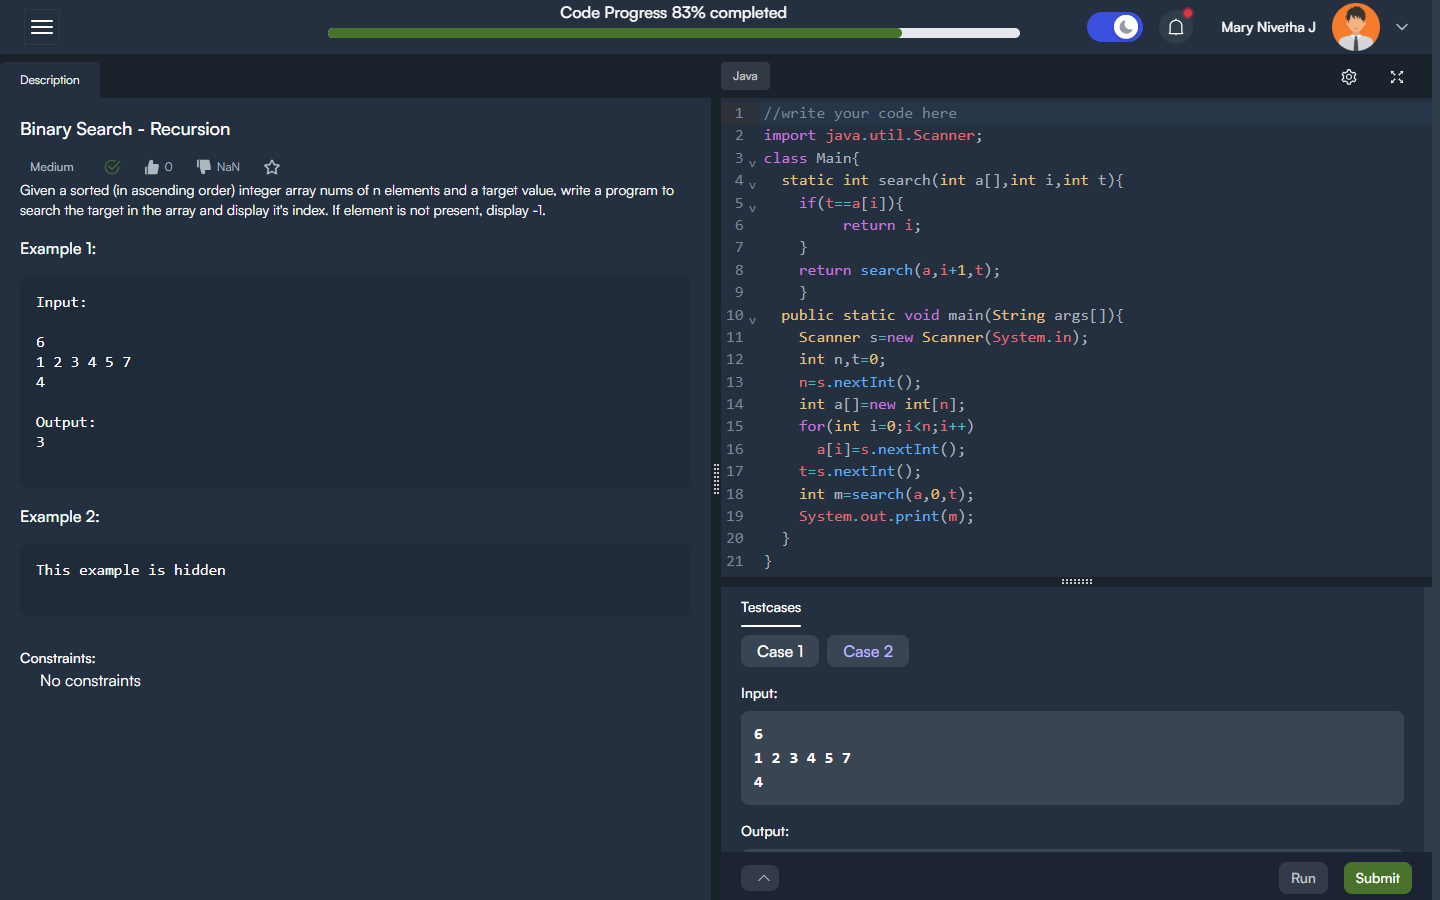 Code Progress 83% completed
Mary Nivetha J
Description
Binary Search - Recursion
Medium 0 NaN
Given a sorted (in ascending order) integer array nums of n elements and a target value, write a program to
search the target in the array and display it's index. If element is not present, display -1.
Example 1:
Input:
6
1 2 3 4 5 7
4
Output:
3
Example 2:
This example is hidden
Constraints:
No constraints
Java
1 //write your code here
2 import java.util.Scanner;
3 class Main{
4 static int search(int a[],int i,int t){
5 if(t==a[i]){
6 return i;
7 }
8 return search(a,i+1,t);
9 }
10 public static void main(String args[]){
11 Scanner s=new Scanner(System.in);
12 int n,t=0;
13 n=s.nextInt();
14 int a[]=new int[n];
15 for(int i=0;i<n;i++)
16 a[i]=s.nextInt();
17 t=s.nextInt();
18 int m=search(a,0,t);
19 System.out.print(m);
20 }
21 }
Testcases
Case 1 Case 2
Input:
6
1 2 3 4 5 7
4
Output:
Run Submit